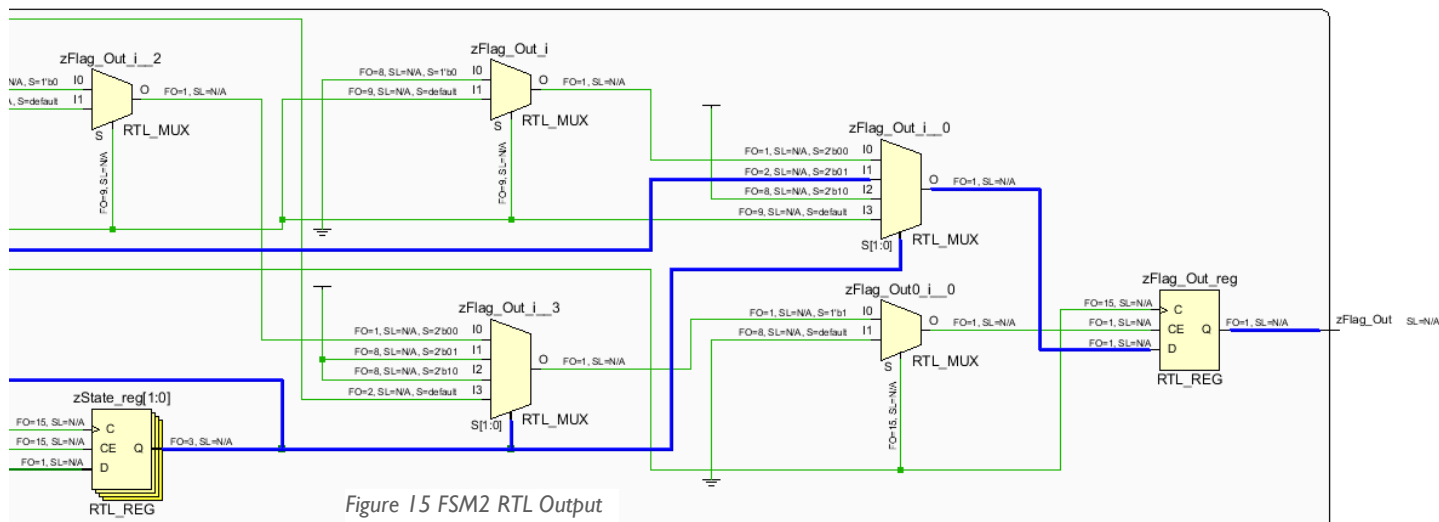 zFlag_Out_i__2
I0
S=1'b0
I1
S=default
O
FO=1, SL=N/A
S
RTL_MUX
FO=9, SL=N/A
zFlag_Out_i
FO=8, SL=N/A, S=1'b0
I0
FO=9, SL=N/A, S=default
I1
O
FO=1, SL=N/A
S
RTL_MUX
FO=9, SL=N/A
zFlag_Out_i__0
FO=1, SL=N/A, S=2'b00
I0
FO=2, SL=N/A, S=2'b01
I1
FO=8, SL=N/A, S=2'b10
I2
FO=9, SL=N/A, S=default
I3
O
FO=1, SL=N/A
S[1:0]
RTL_MUX
zFlag_Out_i__3
FO=1, SL=N/A, S=2'b00
I0
FO=8, SL=N/A, S=2'b01
I1
FO=8, SL=N/A, S=2'b10
I2
FO=2, SL=N/A, S=default
I3
O
FO=1, SL=N/A
S[1:0]
RTL_MUX
zFlag_Out0_i__0
FO=1, SL=N/A, S=1'b1
I0
FO=8, SL=N/A, S=default
I1
O
FO=1, SL=N/A
S
RTL_MUX
FO=15, SL=N/A
zFlag_Out_reg
FO=15, SL=N/A
C
FO=1, SL=N/A
CE
FO=1, SL=N/A
D
Q
FO=1, SL=N/A
RTL_REG
zFlag_Out SL=N/A
zState_reg[1:0]
FO=15, SL=N/A
C
FO=15, SL=N/A
CE
FO=1, SL=N/A
D
Q
FO=3, SL=N/A
RTL_REG
Figure 15 FSM2 RTL Output